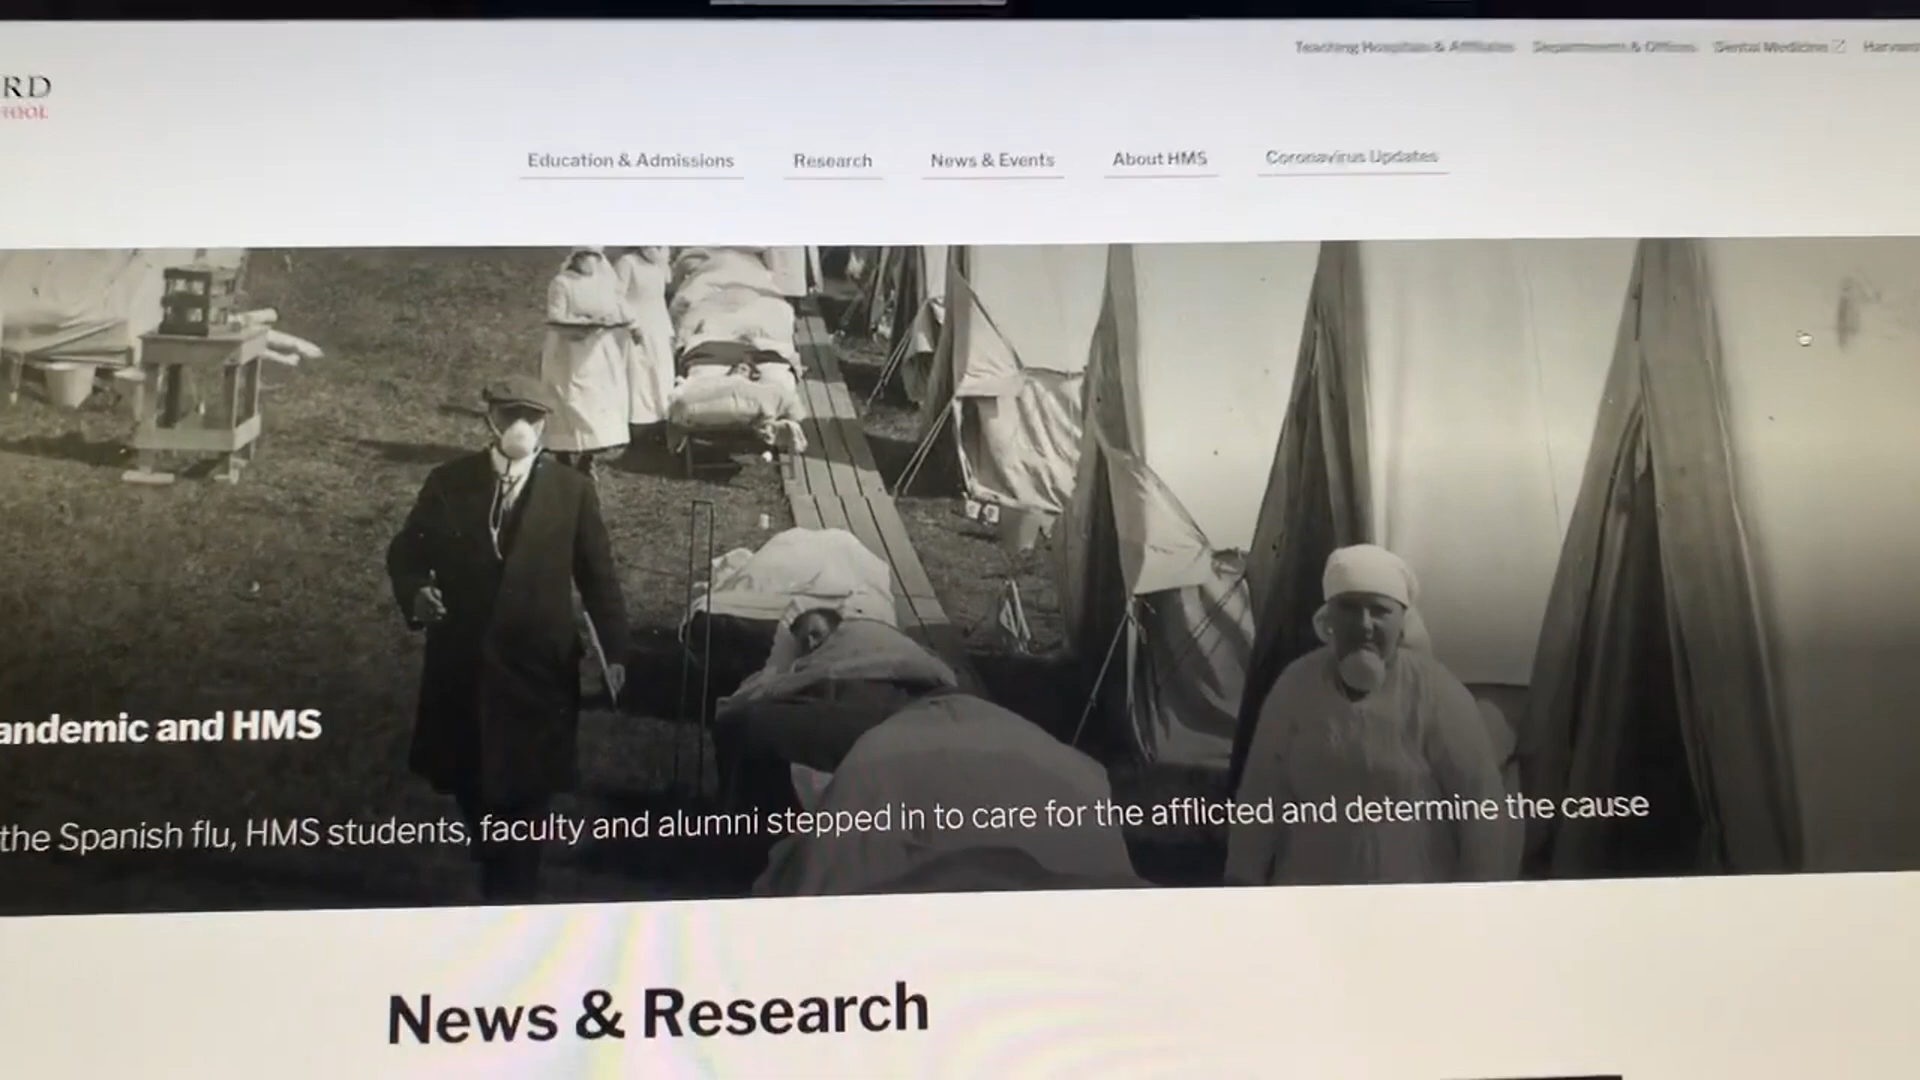 Teaching Hospitals & Affiliates Departments & Offices Dental Medicine Harvard
RD
HOOL
Education & Admissions Research News & Events About HMS Coronavirus Updates
andemic and HMS
the Spanish flu, HMS students, faculty and alumni stepped in to care for the afflicted and determine the cause
News & Research